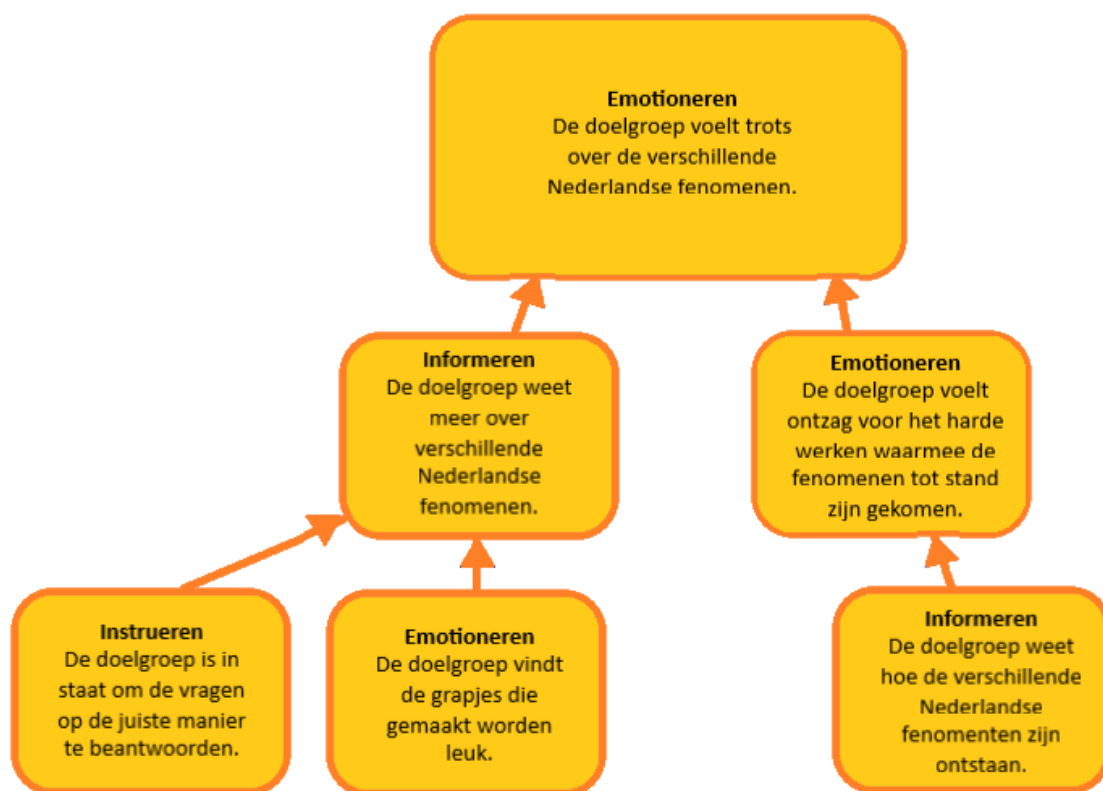 Emotioneren
De doelgroep voelt trots
over de verschillende
Nederlandse fenomenen.
Informeren
De doelgroep weet
meer over
verschillende
Nederlandse
fenomenen.
Emotioneren
De doelgroep voelt
ontzag voor het harde
werken waarmee de
fenomenen tot stand
zijn gekomen.
Instrueren
De doelgroep is in
staat om de vragen
op de juiste manier
te beantwoorden.
Emotioneren
De doelgroep vindt
de grapjes die
gemaakt worden
leuk.
Informeren
De doelgroep weet
hoe de verschillende
Nederlandse
fenomenten zijn
ontstaan.